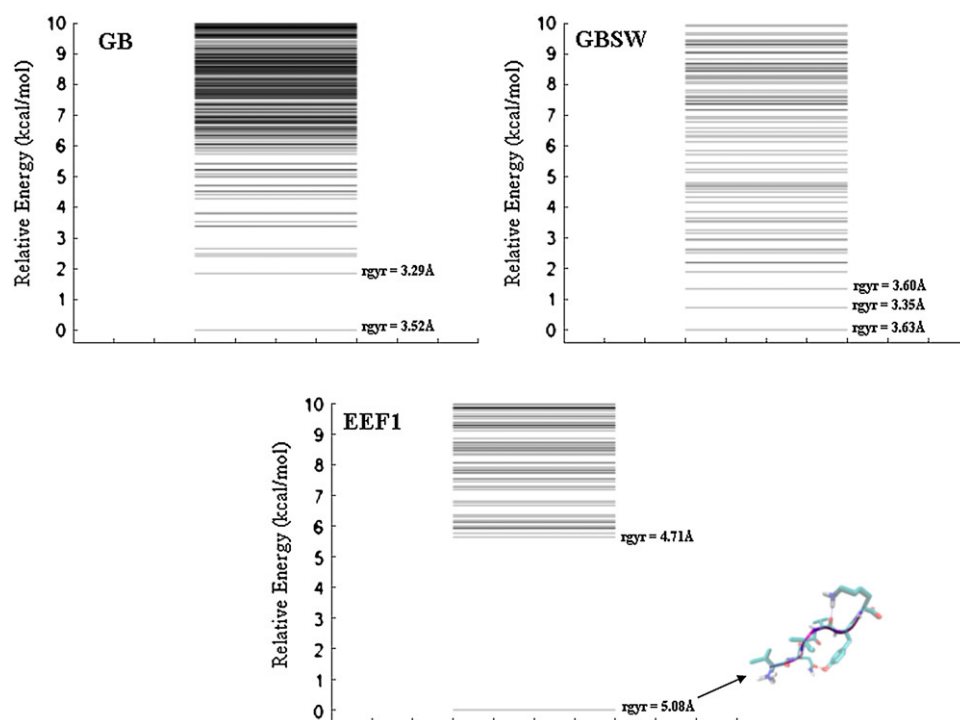 GB
Relative Energy (kcal/mol)
10
9
8
7
6
5
4
3
2
1
0
rgyr = 3.29Å
rgyr = 3.52Å
GBSW
Relative Energy (kcal/mol)
10
9
8
7
6
5
4
3
2
1
0
rgyr = 3.60Å
rgyr = 3.35Å
rgyr = 3.63Å
EEF1
Relative Energy (kcal/mol)
10
9
8
7
6
5
4
3
2
1
0
rgyr = 4.71Å
rgyr = 5.08Å